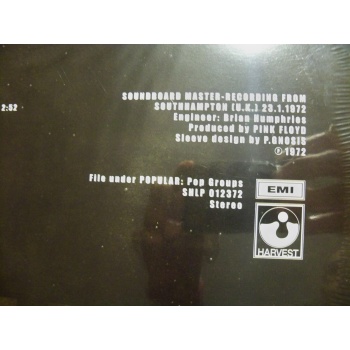 2:52
SOUNDBOARD MASTER-RECORDING FROM
SOUTHAMPTON (U.K.) 23.1.1972
Engineer: Brian Humphries
Produced by PINK FLOYD
Sleeve design by P.GNOSIS
℗1972
File under POPULAR: Pop Groups
SHLP 012372
Stereo
EMI
HARVEST